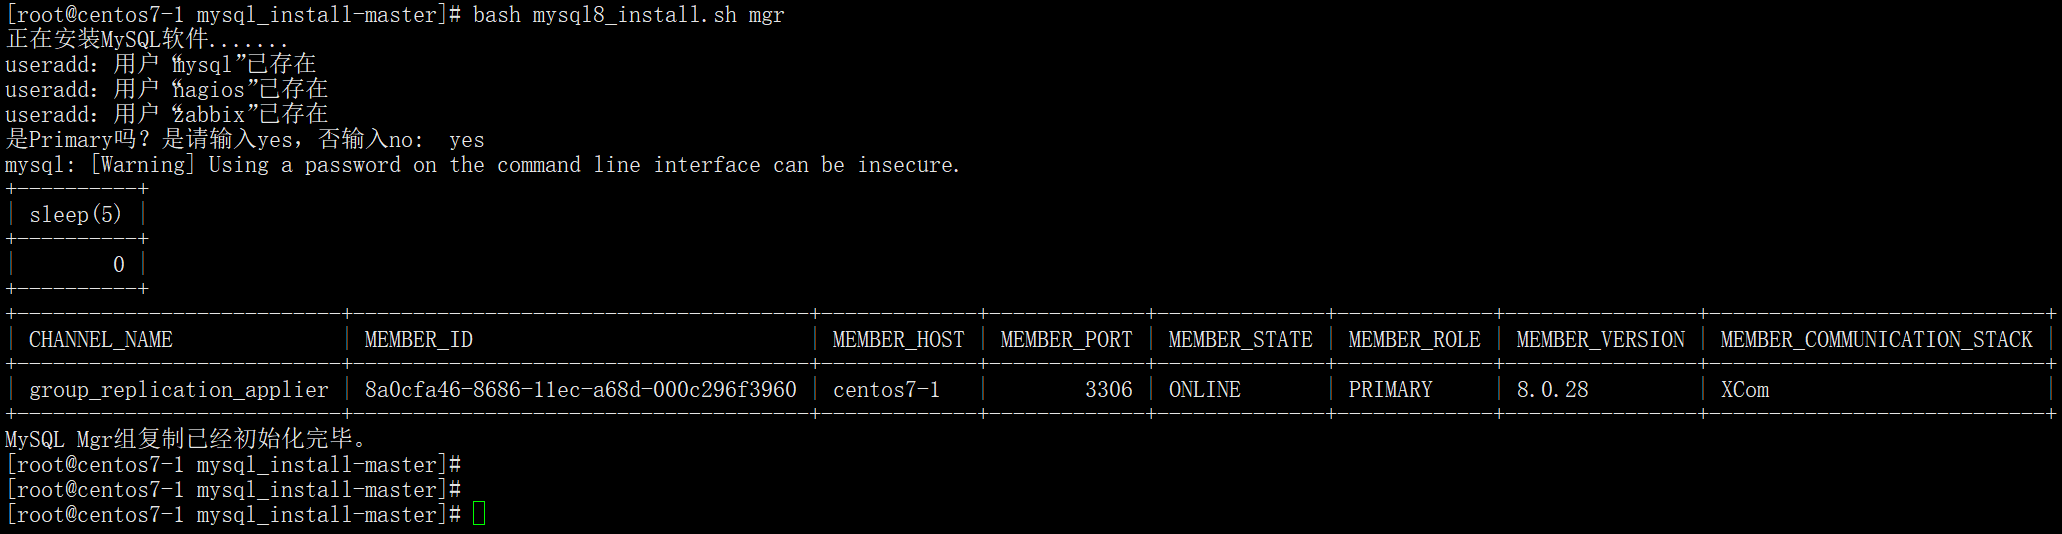 [root@centos7-1 mysql_install-master]# bash mysql8_install.sh mgr
正在安装MySQL软件.......
useradd：用户“mysql”已存在
useradd：用户“nagios”已存在
useradd：用户“zabbix”已存在
是Primary吗？是请输入yes，否输入no:  yes
mysql: [Warning] Using a password on the command line interface can be insecure.
+----------+
| sleep(5) |
+----------+
|        0 |
+----------+
+---------------------------+--------------------------------------+-------------+-------------+--------------+-------------+----------------+----------------------------+
| CHANNEL_NAME              | MEMBER_ID                            | MEMBER_HOST | MEMBER_PORT | MEMBER_STATE | MEMBER_ROLE | MEMBER_VERSION | MEMBER_COMMUNICATION_STACK |
+---------------------------+--------------------------------------+-------------+-------------+--------------+-------------+----------------+----------------------------+
| group_replication_applier | 8a0cfa46-8686-11ec-a68d-000c296f3960 | centos7-1   |        3306 | ONLINE       | PRIMARY     | 8.0.28         | XCom                       |
+---------------------------+--------------------------------------+-------------+-------------+--------------+-------------+----------------+----------------------------+
MySQL Mgr组复制已经初始化完毕。
[root@centos7-1 mysql_install-master]#
[root@centos7-1 mysql_install-master]#
[root@centos7-1 mysql_install-master]#